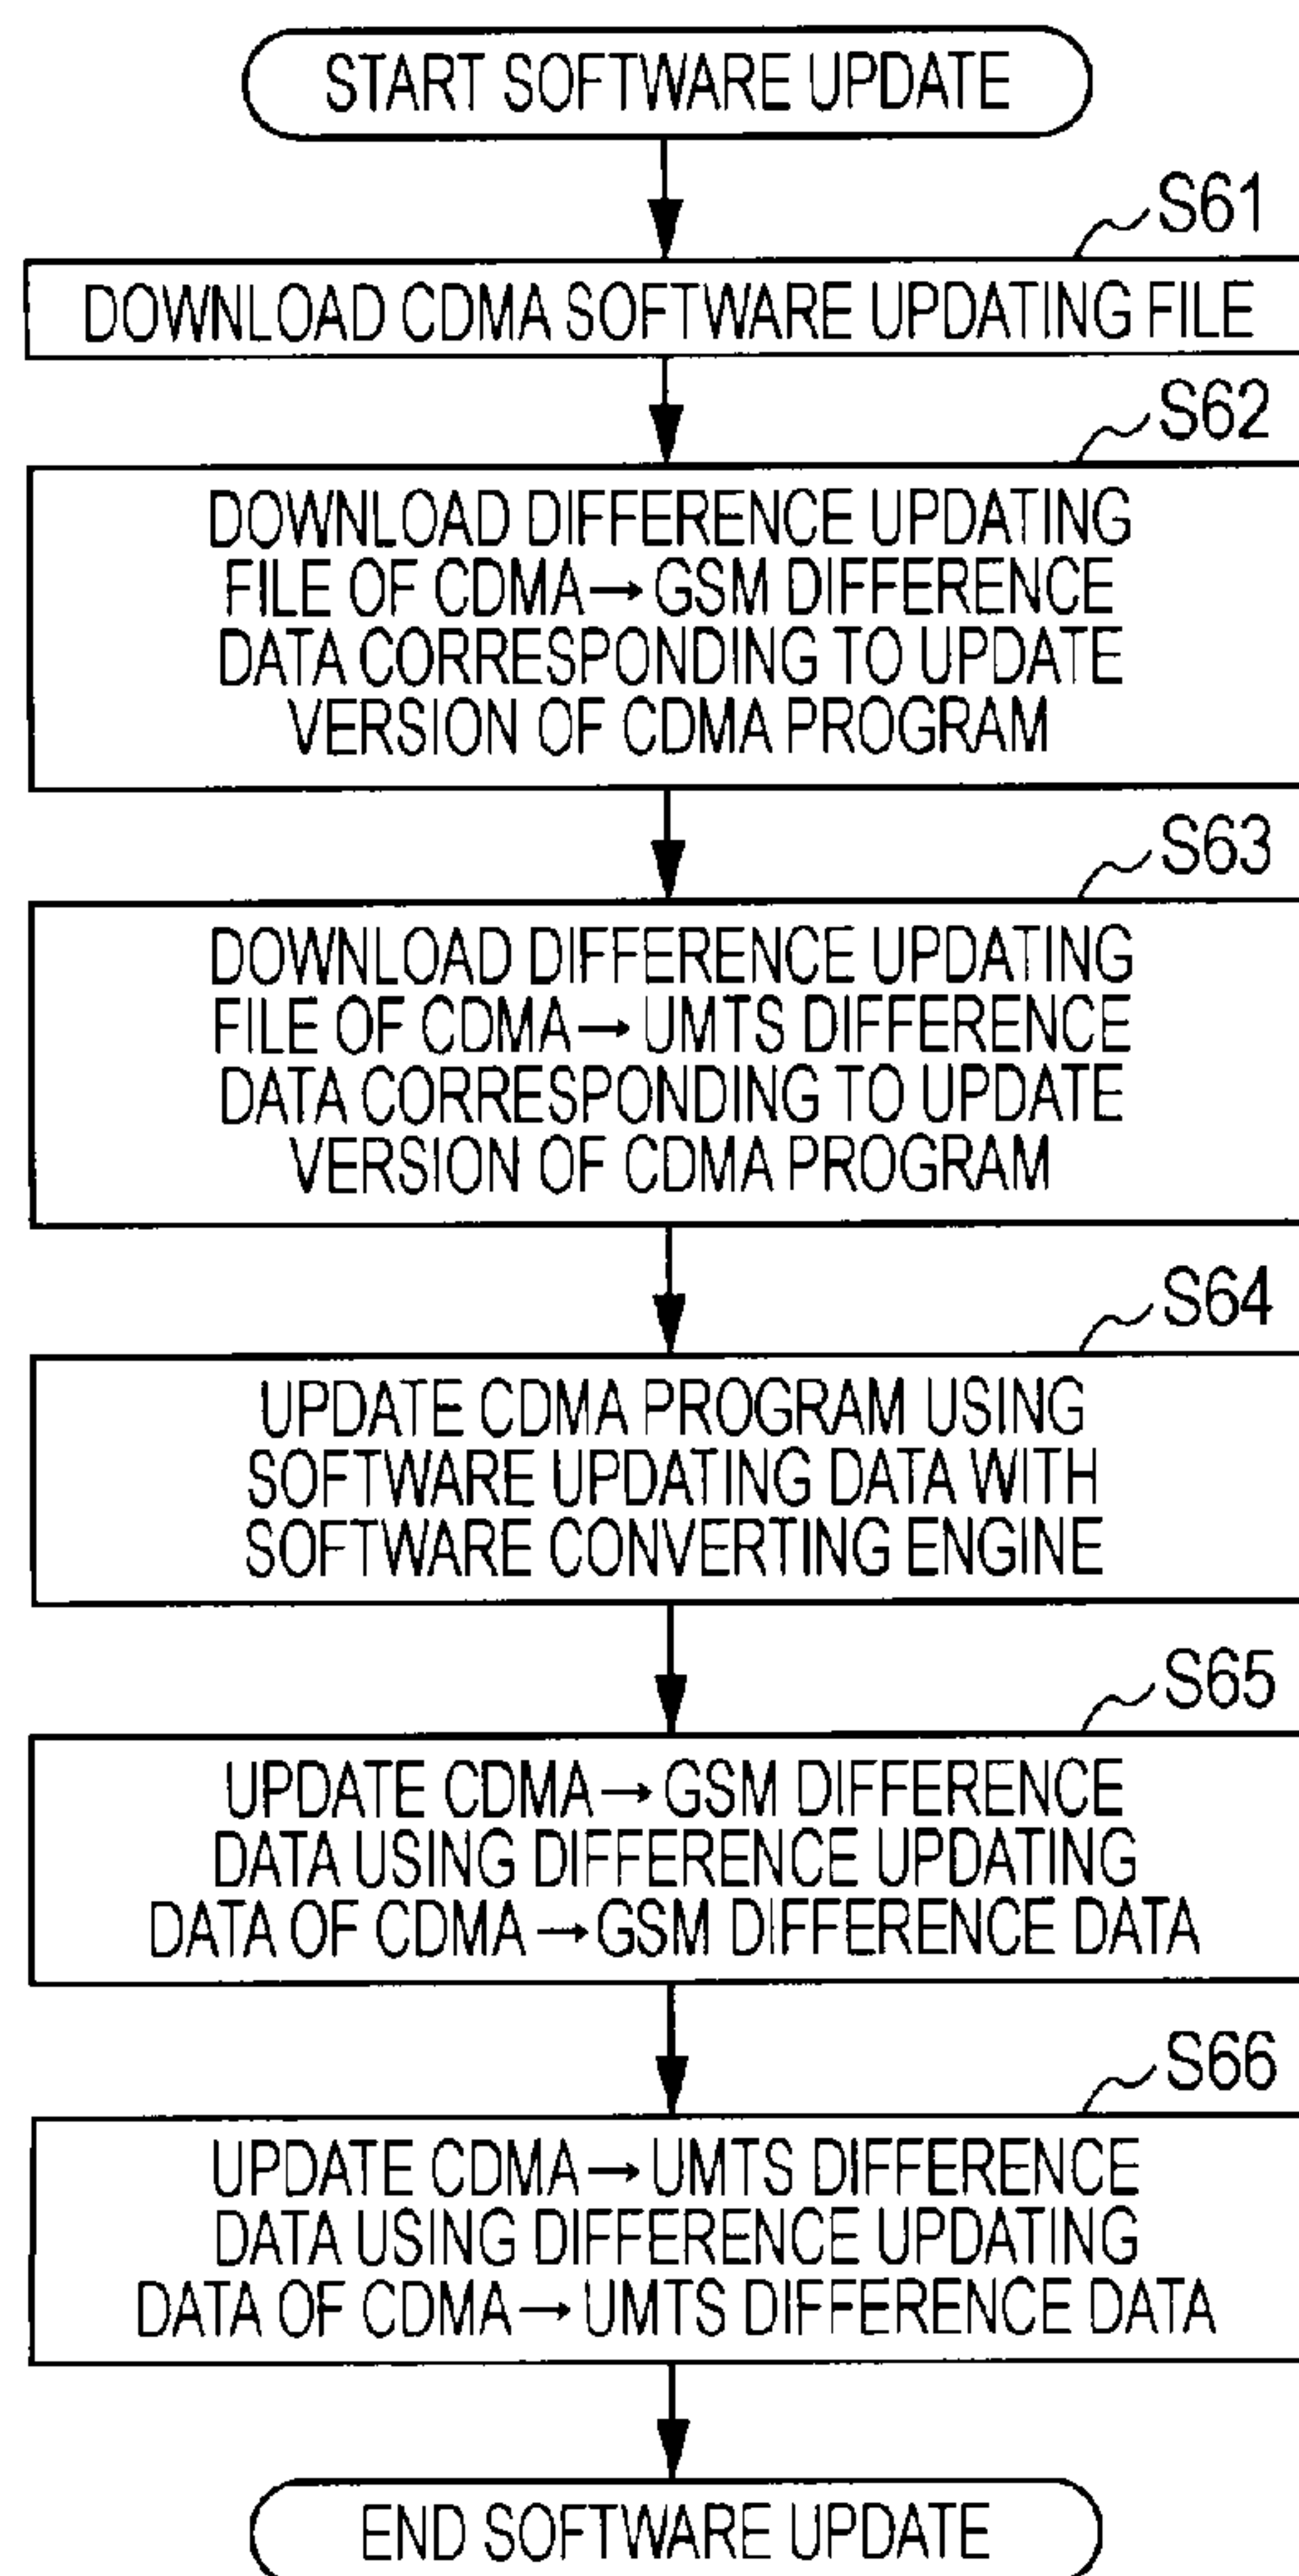 START SOFTWARE UPDATE
S61
DOWNLOAD CDMA SOFTWARE UPDATING FILE
S62
DOWNLOAD DIFFERENCE UPDATING
FILE OF CDMA→GSM DIFFERENCE
DATA CORRESPONDING TO UPDATE
VERSION OF CDMA PROGRAM
S63
DOWNLOAD DIFFERENCE UPDATING
FILE OF CDMA→UMTS DIFFERENCE
DATA CORRESPONDING TO UPDATE
VERSION OF CDMA PROGRAM
S64
UPDATE CDMA PROGRAM USING
SOFTWARE UPDATING DATA WITH
SOFTWARE CONVERTING ENGINE
S65
UPDATE CDMA→GSM DIFFERENCE
DATA USING DIFFERENCE UPDATING
DATA OF CDMA→GSM DIFFERENCE DATA
S66
UPDATE CDMA→UMTS DIFFERENCE
DATA USING DIFFERENCE UPDATING
DATA OF CDMA→UMTS DIFFERENCE DATA
END SOFTWARE UPDATE